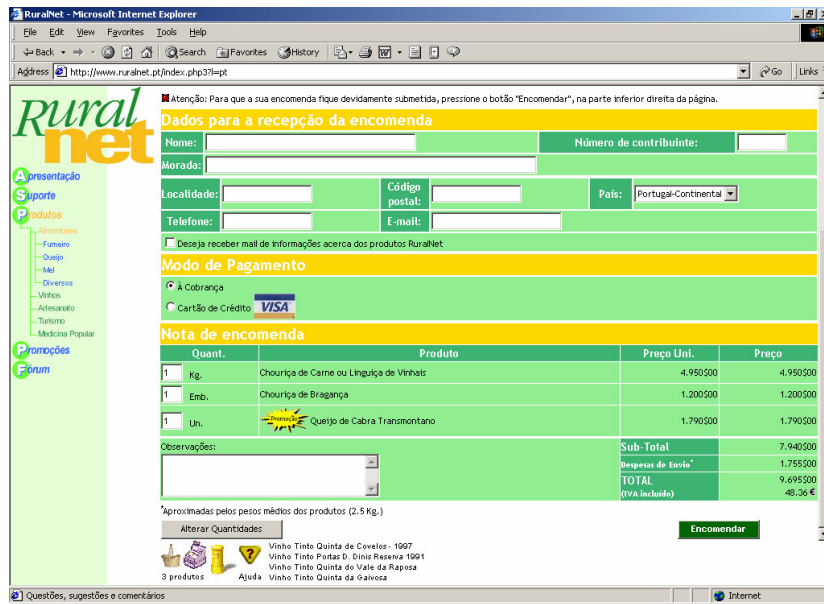 RuralNet - Microsoft Internet Explorer
File Edit View Favorites Tools Help
Back Search Favorites History
Address http://www.ruralnet.pt/index.php3?l=pt Go Links
Rural net
Atenção: Para que a sua encomenda fique devidamente submetida, pressione o botão "Encomendar", na parte inferior direita da página.
Dados para a recepção da encomenda
Nome: Número de contribuinte:
Morada:
Localidade: Código postal: País: Portugal-Continental
Telefone: E-mail:
Deseja receber mail de informações acerca dos produtos RuralNet
Apresentação
Suporte
Produtos
Alimentares
Fumeiro
Queijo
Mel
Diversos
Vinhos
Artesanato
Turismo
Medicina Popular
Promoções
Fórum
Modo de Pagamento
À Cobrança
Cartão de Crédito VISA
Nota de encomenda
Quant. Produto Preço Uni. Preço
1 Kg. Chouriça de Carne ou Linguiça de Vinhais 4.950$00 4.950$00
1 Emb. Chouriça de Bragança 1.200$00 1.200$00
1 Un. Promoção Queijo de Cabra Transmontano 1.790$00 1.790$00
Observações:
Sub-Total 7.940$00
Despesas de Envio* 1.755$00
TOTAL 9.695$00
(IVA incluído) 48.36 €
*Aproximadas pelos pesos médios dos produtos (2.5 Kg.)
Alterar Quantidades Encomendar
3 produtos ? Ajuda
Vinho Tinto Quinta de Covelos - 1997
Vinho Tinto Portas D. Dinis Reserva 1991
Vinho Tinto Quinta do Vale da Raposa
Vinho Tinto Quinta da Gaivosa
Questões, sugestões e comentários Internet